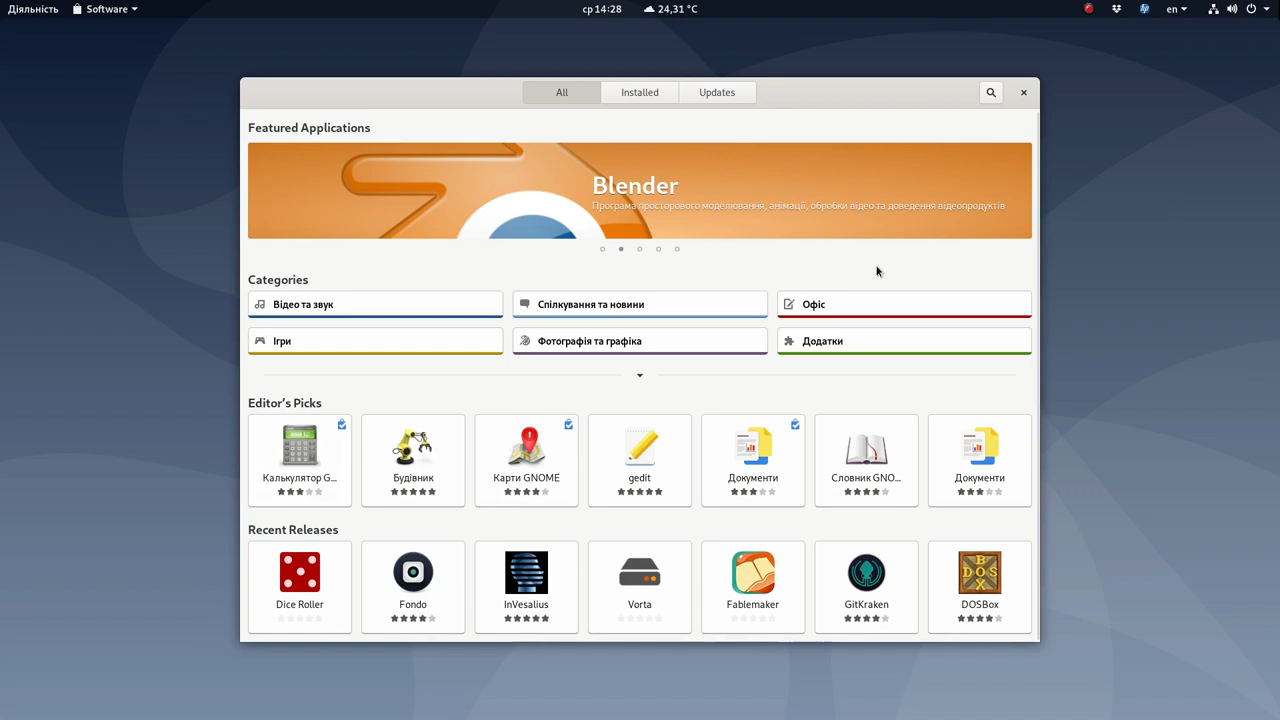 Діяльність Software ср 14:28 24,31 °C en
All Installed Updates
Featured Applications
Blender
Програма просторового моделювання, анімації, обробки відео та доведення відеопродуктів
Categories
Відео та звук Спілкування та новини Офіс
Ігри Фотографія та графіка Додатки
Editor’s Picks
Калькулятор G… Будівник Карти GNOME gedit Документи Словник GNO… Документи
Recent Releases
Dice Roller Fondo InVesalius Vorta Fablemaker GitKraken DOSBox